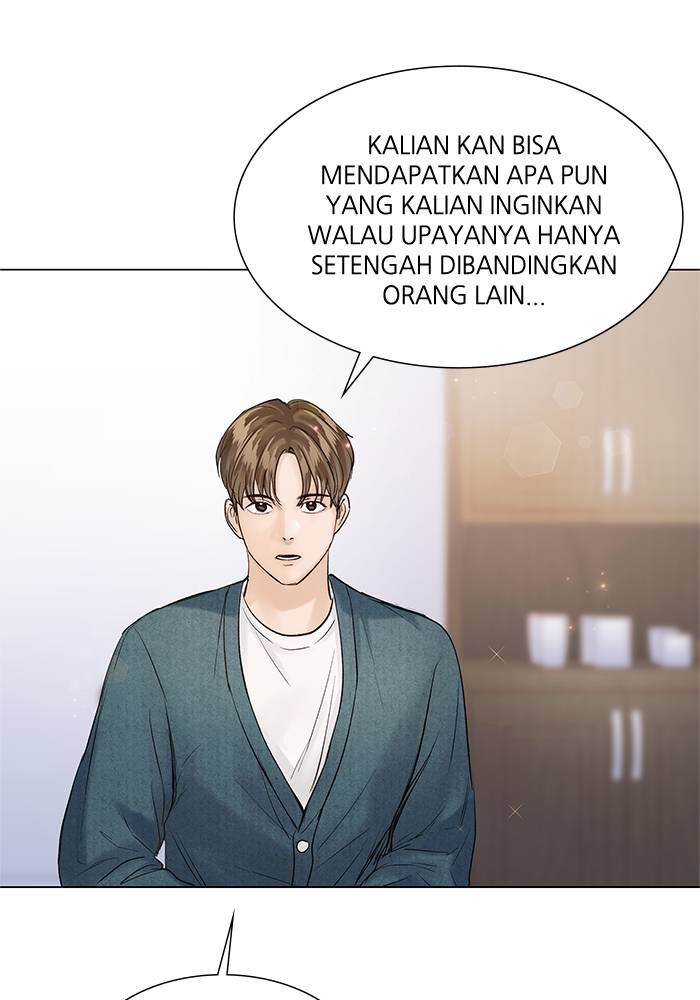 KALIAN KAN BISA
MENDAPATKAN APA PUN
YANG KALIAN INGINKAN
WALAU UPAYANYA HANYA
SETENGAH DIBANDINGKAN
ORANG LAIN...